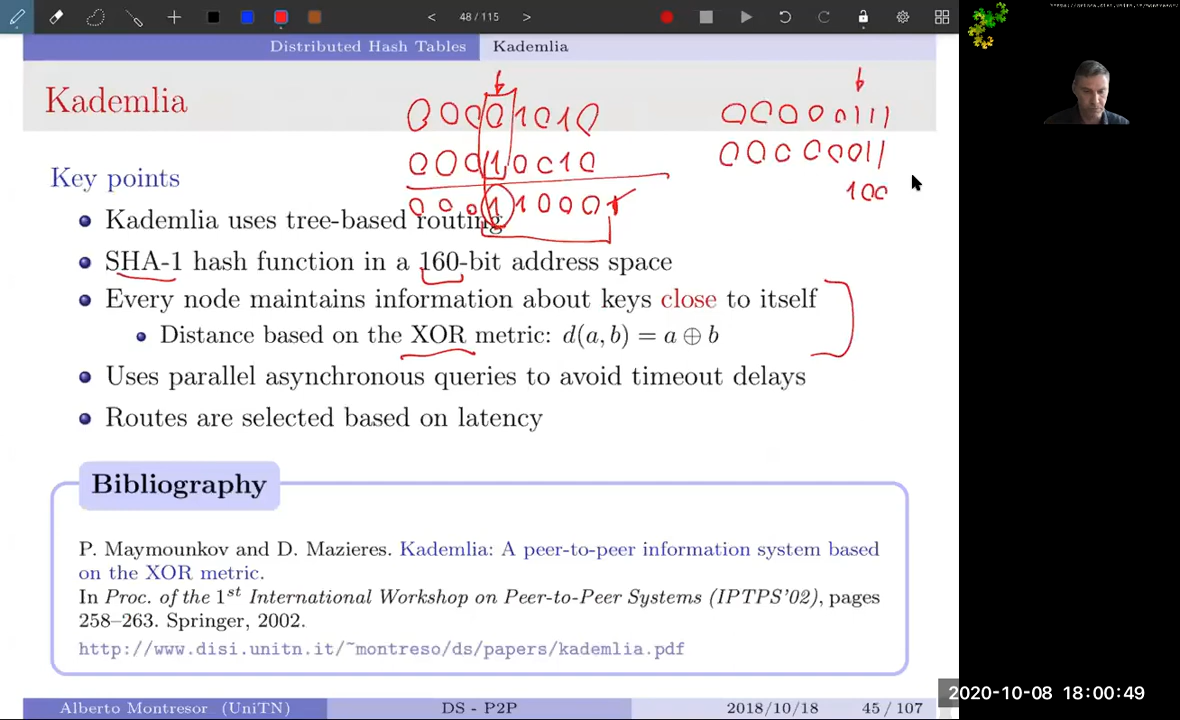 48 / 115
Distributed Hash Tables Kademlia
Kademlia
00001010
00010010
0001100
00000111
00000011
100
Key points
Kademlia uses tree-based routing
SHA-1 hash function in a 160-bit address space
Every node maintains information about keys close to itself
Distance based on the XOR metric: d(a, b) = a ⊕ b
Uses parallel asynchronous queries to avoid timeout delays
Routes are selected based on latency
Bibliography
P. Maymounkov and D. Mazieres. Kademlia: A peer-to-peer information system based
on the XOR metric.
In Proc. of the 1st International Workshop on Peer-to-Peer Systems (IPTPS'02), pages
258–263. Springer, 2002.
http://www.disi.unitn.it/~montreso/ds/papers/kademlia.pdf
Alberto Montresor (UniTN) DS - P2P 2018/10/18 45 / 107
2020-10-08 18:00:49